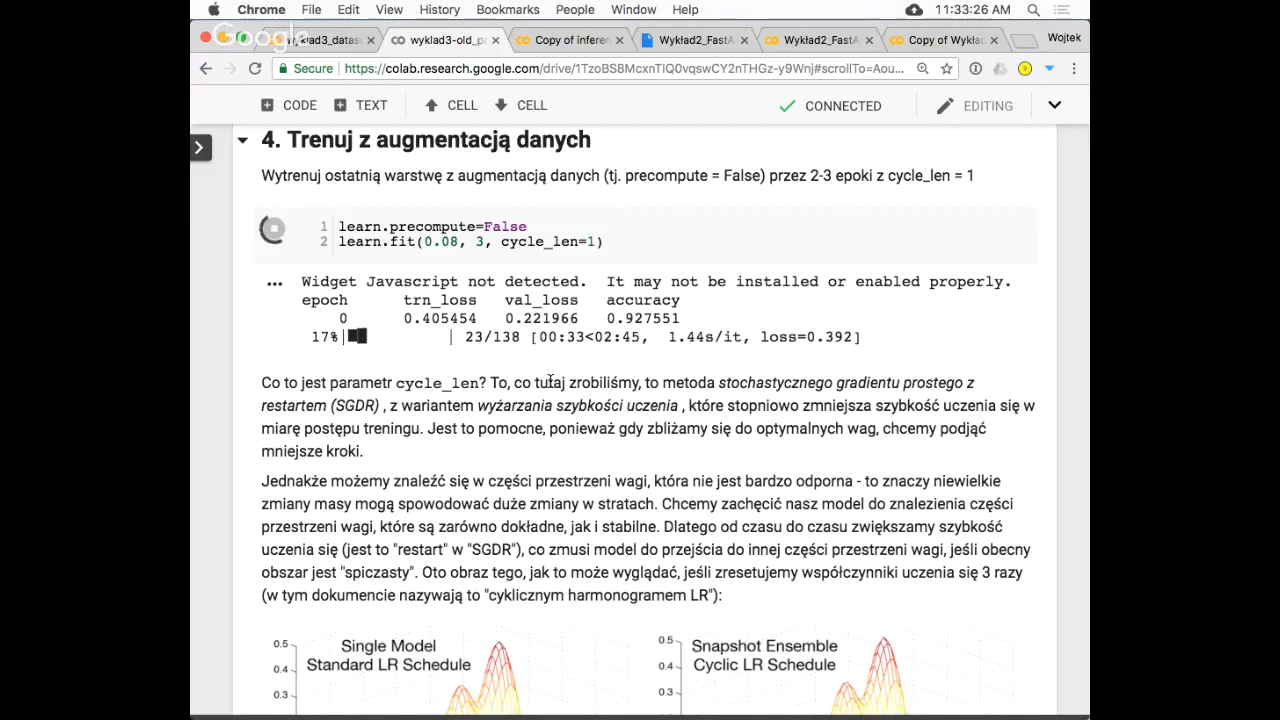 Chrome File Edit View History Bookmarks People Window Help 11:33:26 AM
Google
wyklad3-old_po Copy of inferen Wykład2_FastA Wykład2_FastA Copy of Wykład Wojtek
Secure https://colab.research.google.com/drive/1TzoBS8McxnTlQ0vqswCY2nTHGz-y9Wnj#scrollTo=Aou...
CODE TEXT CELL CELL CONNECTED EDITING
4. Trenuj z augmentacją danych
Wytrenuj ostatnią warstwę z augmentacją danych (tj. precompute = False) przez 2-3 epoki z cycle_len = 1
1 learn.precompute=False
2 learn.fit(0.08, 3, cycle_len=1)
... Widget Javascript not detected. It may not be installed or enabled properly.
epoch trn_loss val_loss accuracy
0 0.405454 0.221966 0.927551
17%| | 23/138 [00:33<02:45, 1.44s/it, loss=0.392]
Co to jest parametr cycle_len? To, co tutaj zrobiliśmy, to metoda stochastycznego gradientu prostego z
restartem (SGDR) , z wariantem wyżarzania szybkości uczenia , które stopniowo zmniejsza szybkość uczenia się w
miarę postępu treningu. Jest to pomocne, ponieważ gdy zbliżamy się do optymalnych wag, chcemy podjąć
mniejsze kroki.
Jednakże możemy znaleźć się w części przestrzeni wagi, która nie jest bardzo odporna - to znaczy niewielkie
zmiany masy mogą spowodować duże zmiany w stratach. Chcemy zachęcić nasz model do znalezienia części
przestrzeni wagi, które są zarówno dokładne, jak i stabilne. Dlatego od czasu do czasu zwiększamy szybkość
uczenia się (jest to "restart" w "SGDR"), co zmusi model do przejścia do innej części przestrzeni wagi, jeśli obecny
obszar jest "spiczasty". Oto obraz tego, jak to może wyglądać, jeśli zresetujemy współczynniki uczenia się 3 razy
(w tym dokumencie nazywają to "cyklicznym harmonogramem LR"):
0.5 Single Model 0.5 Snapshot Ensemble
0.4 Standard LR Schedule 0.4 Cyclic LR Schedule
0.3 0.3